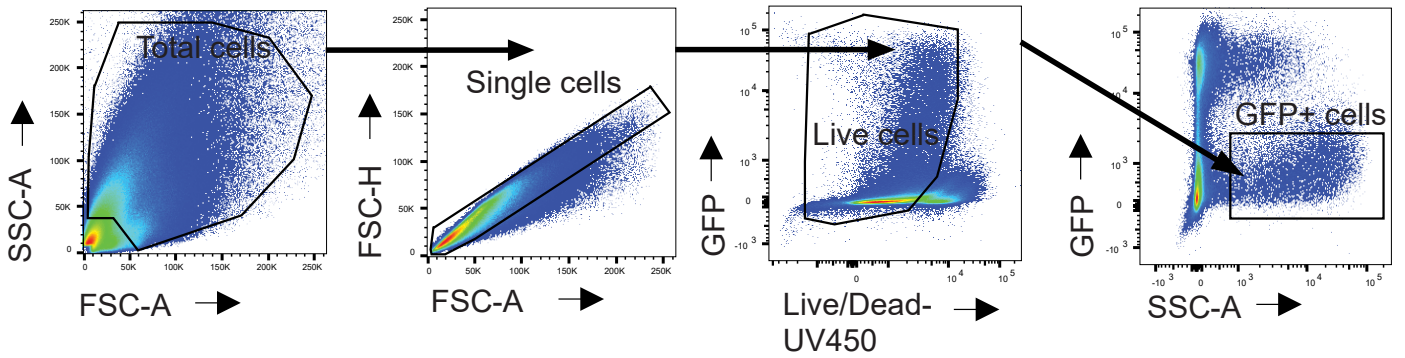 Total cells
SSC-A
250K
200K
150K
100K
50K
0
0 50K 100K 150K 200K 250K
FSC-A
Single cells
FSC-H
250K
200K
150K
100K
50K
0
0 50K 100K 150K 200K 250K
FSC-A
Live cells
GFP
10 5
10 4
10 3
0
-10 3
0 10 4 10 5
Live/Dead-
UV450
GFP+ cells
GFP
10 5
10 4
10 3
0
-10 3
-10 3 0 10 3 10 4 10 5
SSC-A